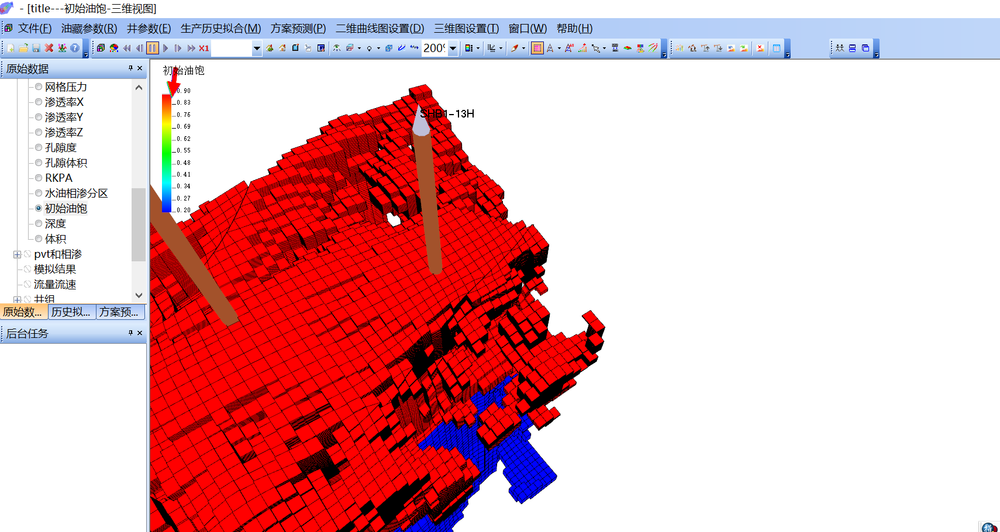 - [title---初始油饱-三维视图]
文件(F) 油藏参数(R) 井参数(E) 生产历史拟合(M) 方案预测(P) 二维曲线图设置(D) 三维图设置(T) 窗口(W) 帮助(H)
X1 200%
原始数据
网格压力
渗透率X
渗透率Y
渗透率Z
孔隙度
孔隙体积
RKPA
水油相渗分区
初始油饱
深度
体积
pvt和相渗
模拟结果
流量流速
井组
原始数... 历史拟... 方案预...
后台任务
初始油饱
0.90
0.83
0.76
0.69
0.62
0.55
0.48
0.41
0.34
0.27
0.20
SHB1-13H